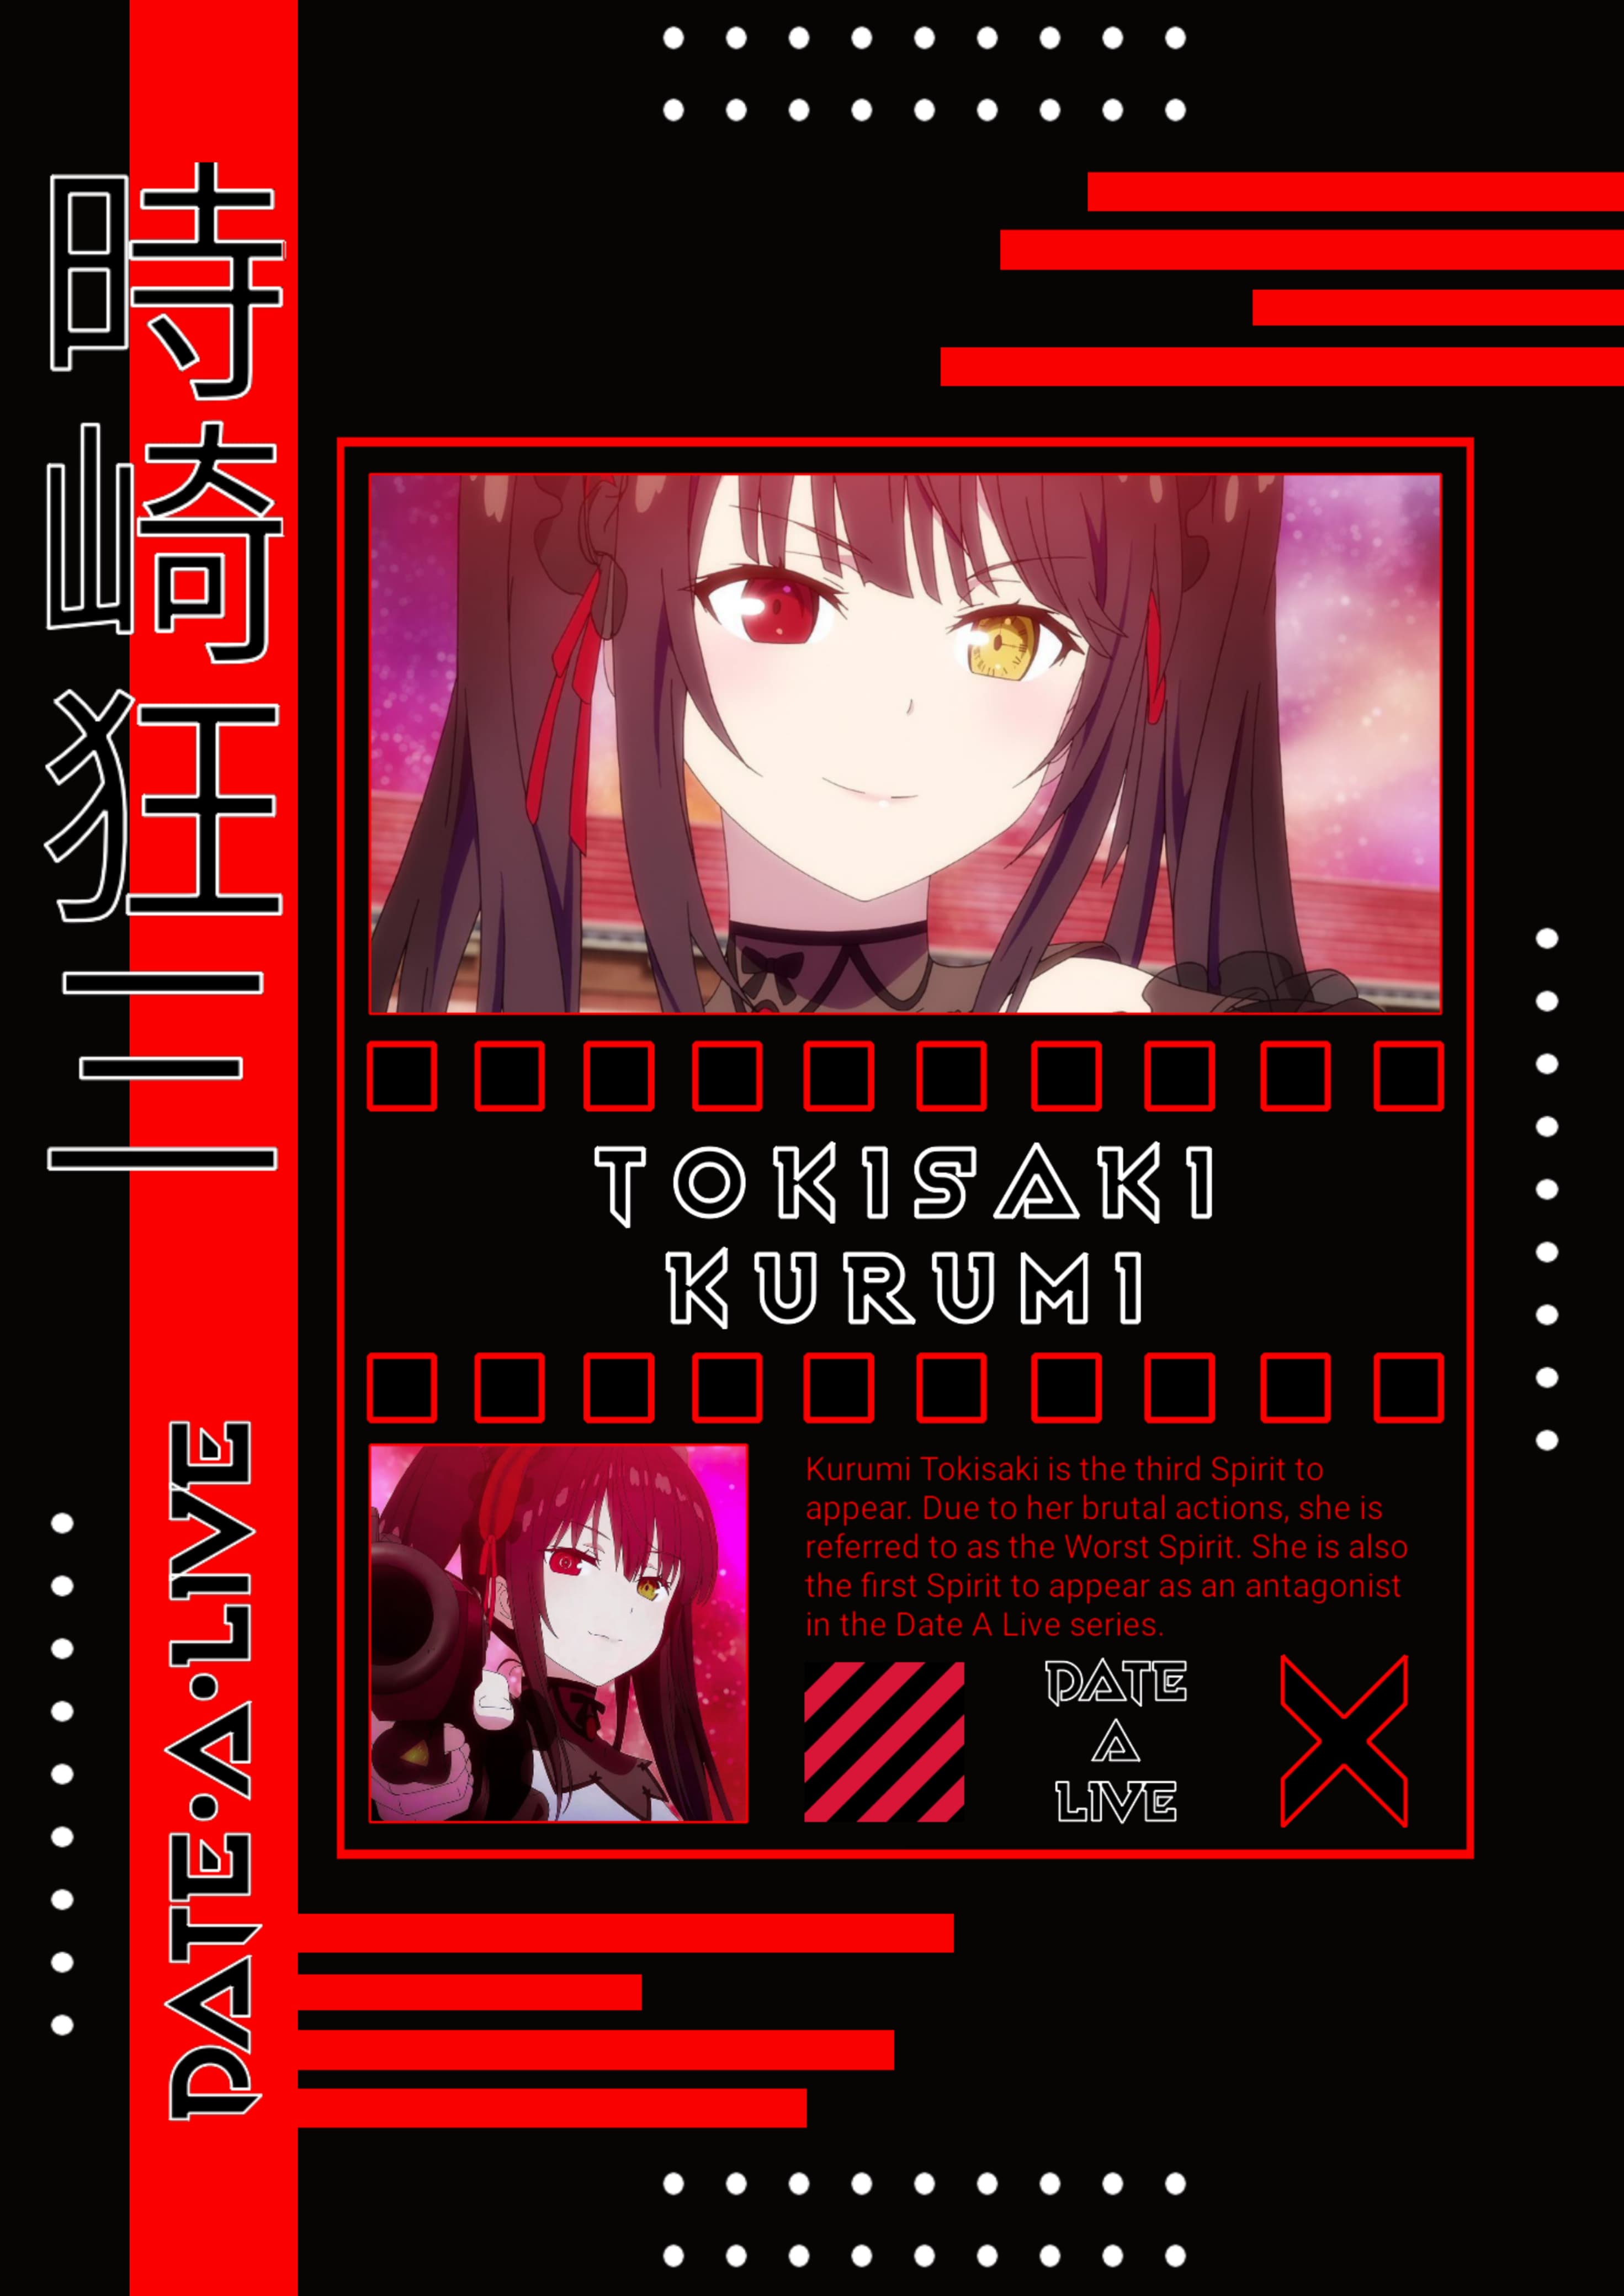 時崎狂三
DATE•A•LIVE
TOKISAKI
KURUMI
Kurumi Tokisaki is the third Spirit to
appear. Due to her brutal actions, she is
referred to as the Worst Spirit. She is also
the first Spirit to appear as an antagonist
in the Date A Live series.
DATE
A
LIVE